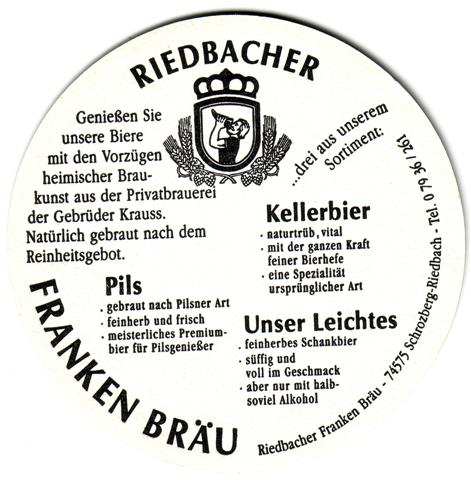 RIEDBACHER
Genießen Sie
unsere Biere
mit den Vorzügen
heimischer Brau-
kunst aus der Privatbrauerei
der Gebrüder Krauss.
Natürlich gebraut nach dem
Reinheitsgebot.
...drei aus unserem
Sortiment:
Kellerbier
· naturtrüb, vital
· mit der ganzen Kraft
feiner Bierhefe
· eine Spezialität
ursprünglicher Art
Pils
· gebraut nach Pilsner Art
· feinherb und frisch
· meisterliches Premium-
bier für Pilsgenießer
Unser Leichtes
· feinherbes Schankbier
· süffig und
voll im Geschmack
· aber nur mit halb-
soviel Alkohol
FRANKEN BRÄU
Riedbacher Franken Bräu - 74575 Schrozberg-Riedbach - Tel. 0 79 36 / 261